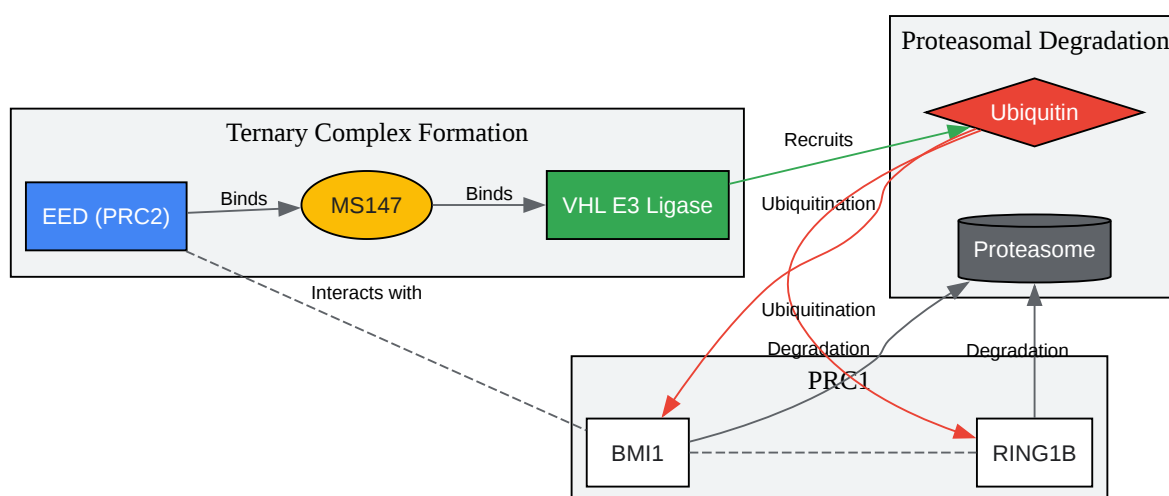 Proteasomal Degradation
Ubiquitin
Ternary Complex Formation
Recruits
EED (PRC2)
Binds
MS147
Binds
VHL E3 Ligase
Ubiquitination
Proteasome
Interacts with
Ubiquitination
Degradation
Degradation
PRC1
BMI1
RING1B